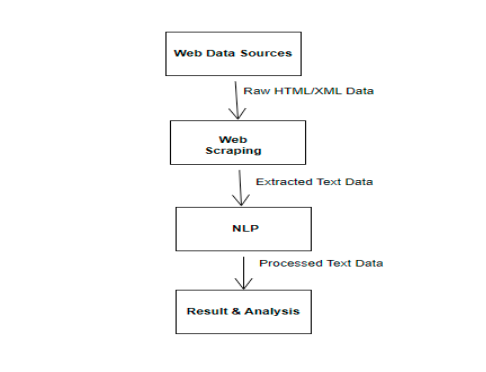 Web Data Sources
Raw HTML/XML Data
Web
Scraping
Extracted Text Data
NLP
Processed Text Data
Result & Analysis